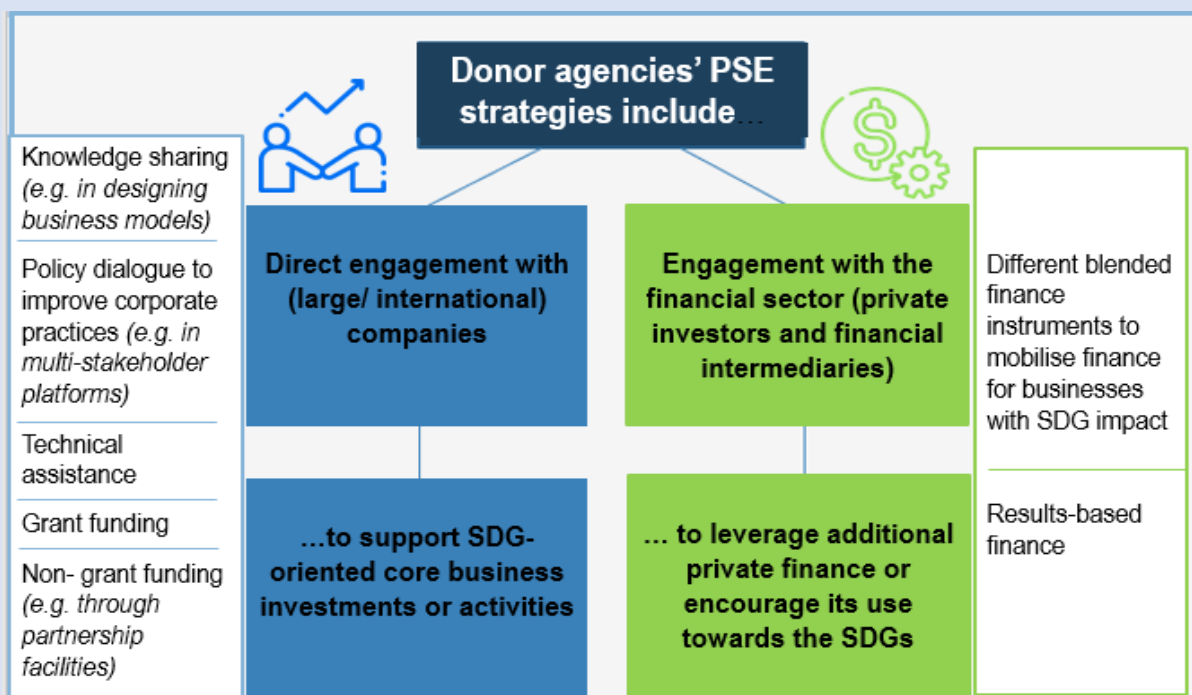 Donor agencies' PSE
strategies include...
Knowledge sharing
(e.g. in designing
business models)
Policy dialogue to
improve corporate
practices (e.g. in
multi-stakeholder
platforms)
Technical
assistance
Grant funding
Non- grant funding
(e.g. through
partnership
facilities)
Direct engagement with
(large/ international)
companies
...to support SDG-
oriented core business
investments or activities
Engagement with the
financial sector (private
investors and financial
intermediaries)
... to leverage additional
private finance or
encourage its use
towards the SDGs
Different blended
finance
instruments to
mobilise finance
for businesses
with SDG impact
Results-based
finance
$